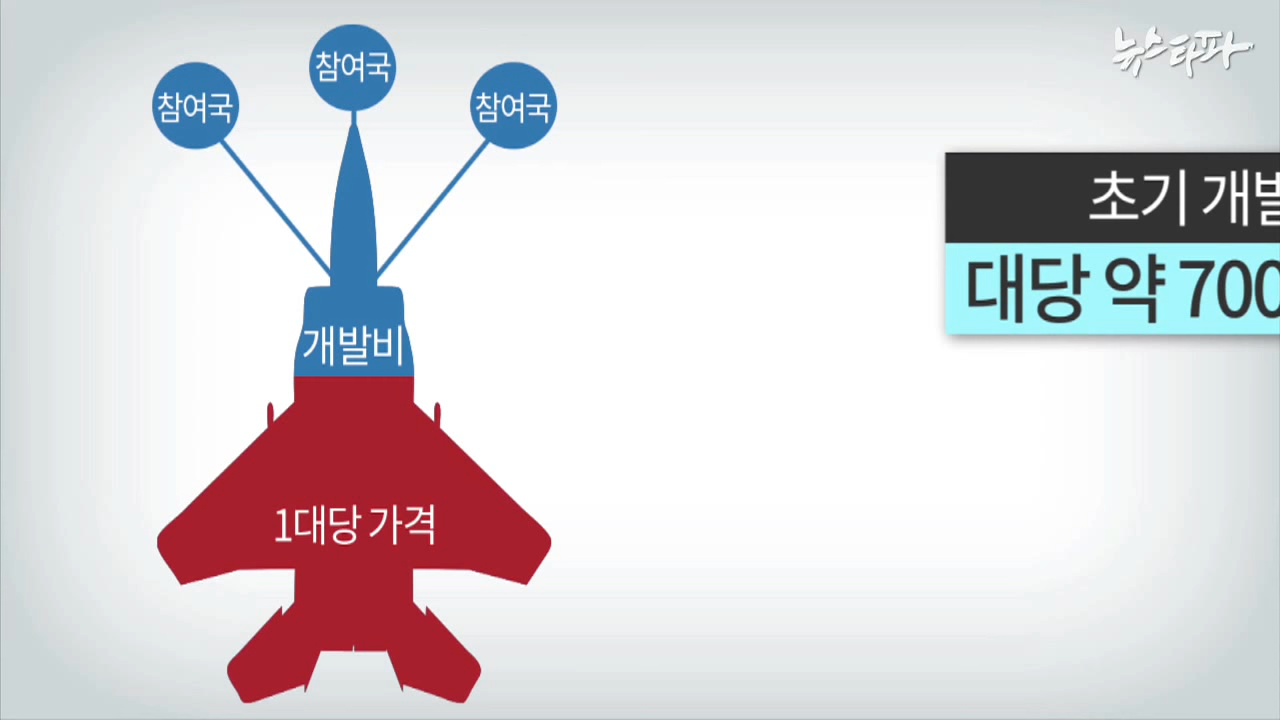 참여국
참여국
참여국
뉴스타파
초기 개발
대당 약 700
개발비
1대당 가격